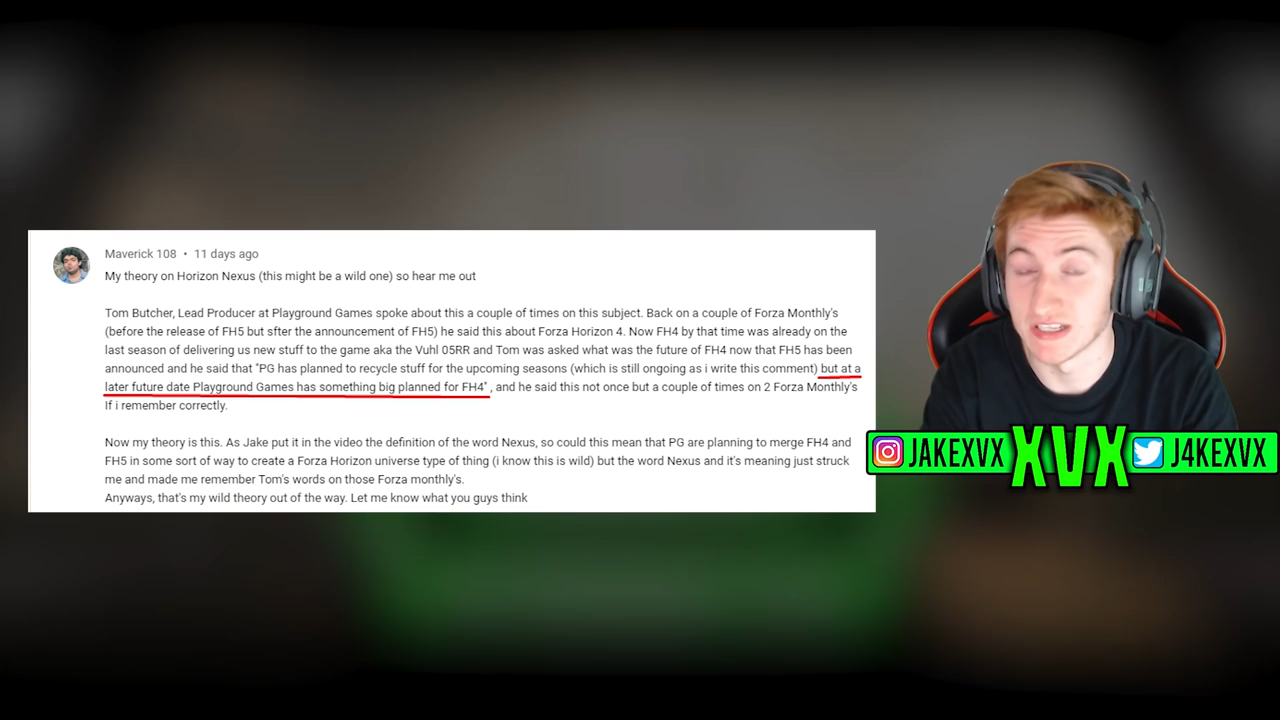 Maverick 108 • 11 days ago
My theory on Horizon Nexus (this might be a wild one) so hear me out
Tom Butcher, Lead Producer at Playground Games spoke about this a couple of times on this subject. Back on a couple of Forza Monthly's
(before the release of FH5 but sfter the announcement of FH5) he said this about Forza Horizon 4. Now FH4 by that time was already on the
last season of delivering us new stuff to the game aka the Vuhl 05RR and Tom was asked what was the future of FH4 now that FH5 has been
announced and he said that "PG has planned to recycle stuff for the upcoming seasons (which is still ongoing as i write this comment) but at a
later future date Playground Games has something big planned for FH4" , and he said this not once but a couple of times on 2 Forza Monthly's
If i remember correctly.
Now my theory is this. As Jake put it in the video the definition of the word Nexus, so could this mean that PG are planning to merge FH4 and
FH5 in some sort of way to create a Forza Horizon universe type of thing (i know this is wild) but the word Nexus and it's meaning just struck
me and made me remember Tom's words on those Forza monthly's.
Anyways, that's my wild theory out of the way. Let me know what you guys think
JAKEXVX XVX J4KEXVX